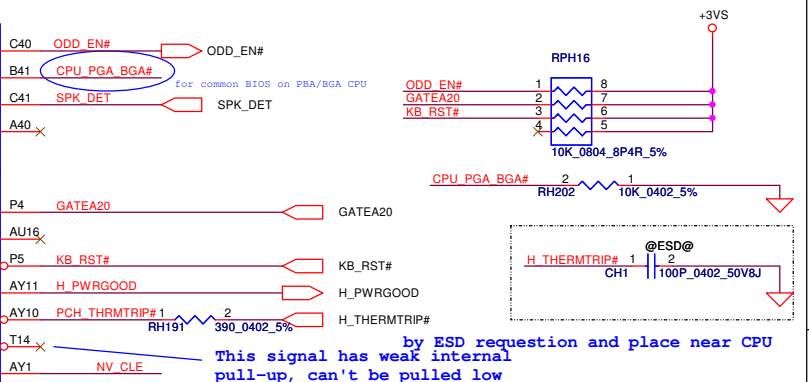 +3VS
C40 ODD_EN# ODD_EN#
B41 CPU_PGA_BGA#
for common BIOS on PBA/BGA CPU
C41 SPK_DET SPK_DET
A40
RPH16
ODD_EN# 1 8
GATEA20 2 7
KB_RST# 3 6
4 5
10K_0804_8P4R_5%
CPU_PGA_BGA# 2 1
RH202 10K_0402_5%
P4 GATEA20 GATEA20
AU16
P5 KB_RST# KB_RST#
AY11 H_PWRGOOD H_PWRGOOD
AY10 PCH_THRMTRIP# 1 2 H_THERMTRIP#
RH191 390_0402_5%
@ESD@
H_THERMTRIP# 1 2
CH1 100P_0402_50V8J
by ESD requestion and place near CPU
T14
This signal has weak internal
pull-up, can't be pulled low
AY1 NV_CLE